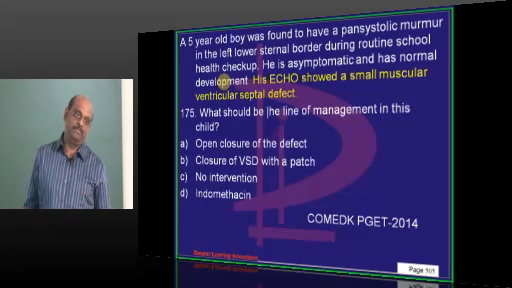 A 5 year old boy was found to have a pansystolic murmur
in the left lower sternal border during routine school
health checkup. He is asymptomatic and has normal
development. His ECHO showed a small muscular
ventricular septal defect.
175. What should be the line of management in this
child?
a) Open closure of the defect
b) Closure of VSD with a patch
c) No intervention
d) Indomethacin
COMEDK PGET-2014
Page 101